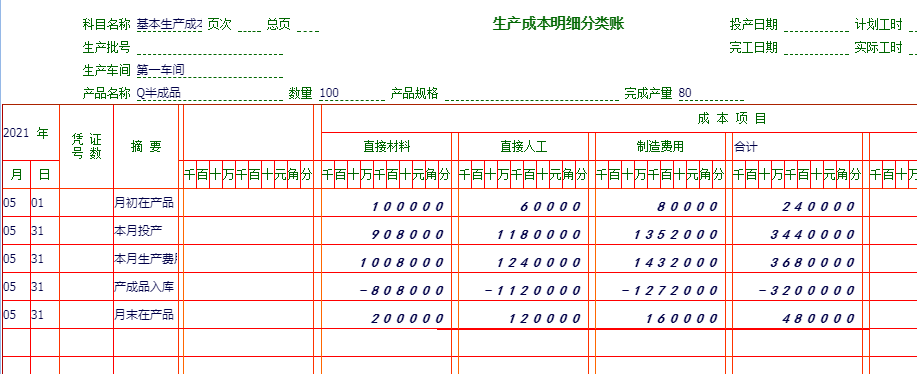 科目名称 基本生产成本 页次 总页 生产成本明细分类账 投产日期 计划工时
生产批号 完工日期 实际工时
生产车间 第一车间
产品名称 Q半成品 数量 100 产品规格 完成产量 80
成 本 项 目
2021 年 凭 证 号 数 摘 要 直接材料 直接人工 制造费用 合计
月 日 千百十万千百十元角分 千百十万千百十元角分 千百十万千百十元角分 千百十万千百十元角分 千百十万千百十元角分 千百十万
05 01 月初在产品 100000 60000 80000 240000
05 31 本月投产 908000 1180000 1352000 3440000
05 31 本月生产费用 1008000 1240000 1432000 3680000
05 31 产成品入库 -808000 -1120000 -1272000 -3200000
05 31 月末在产品 200000 120000 160000 480000